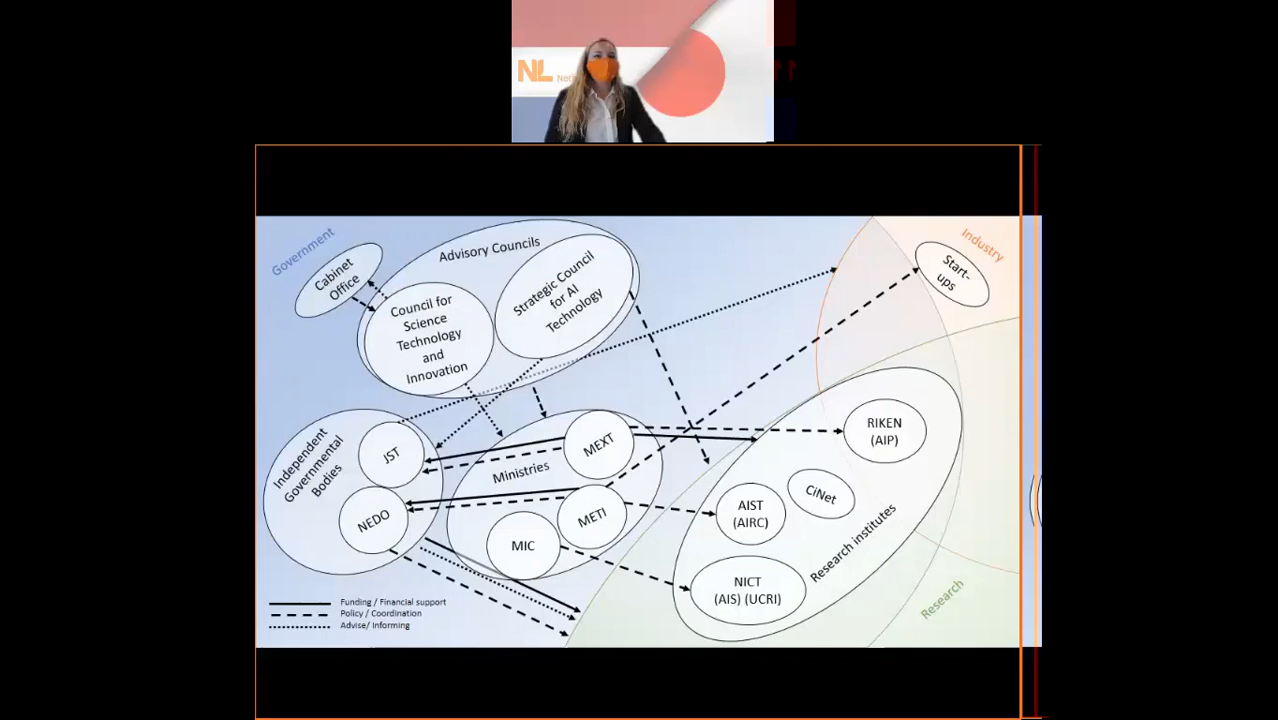 NL
Government
Industry
Cabinet
Office
Advisory Councils
Council for
Science
Technology
and
Innovation
Strategic Council
for AI
Technology
Start-
ups
Independent
Governmental
Bodies
JST
NEDO
Ministries
MEXT
METI
MIC
RIKEN
(AIP)
CiNet
AIST
(AIRC)
NICT
(AIS) (UCRI)
Research institutes
Research
Funding / Financial support
Policy / Coordination
Advise/ Informing